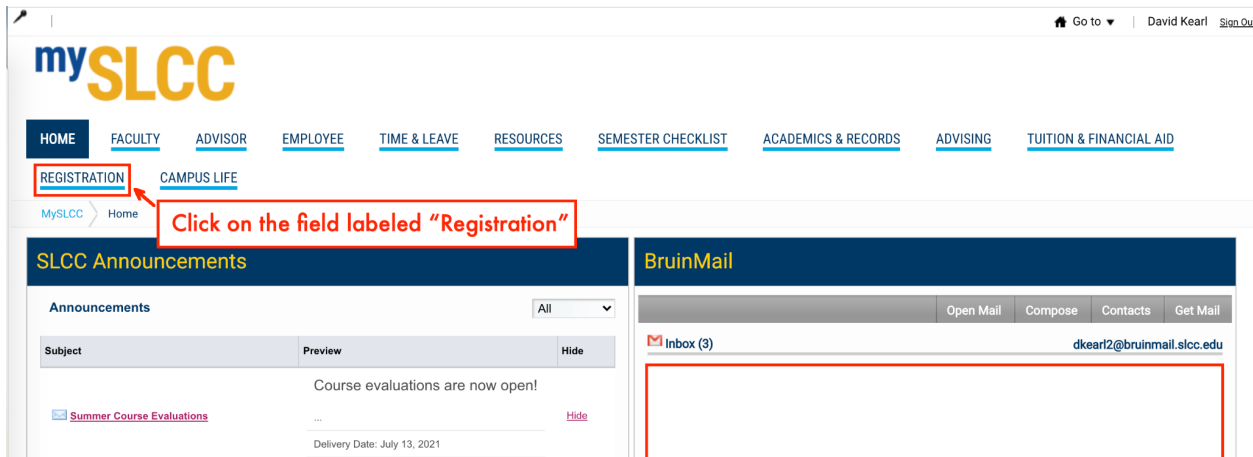 Go to ▼ | David Kearl Sign Ou
mySLCC
HOME FACULTY ADVISOR EMPLOYEE TIME & LEAVE RESOURCES SEMESTER CHECKLIST ACADEMICS & RECORDS ADVISING TUITION & FINANCIAL AID
REGISTRATION CAMPUS LIFE
MySLCC Home
Click on the field labeled “Registration”
SLCC Announcements
Announcements All
Subject Preview Hide
Course evaluations are now open!
Summer Course Evaluations ... Hide
Delivery Date: July 13, 2021
BruinMail
Open Mail Compose Contacts Get Mail
Inbox (3) dkearl2@bruinmail.slcc.edu